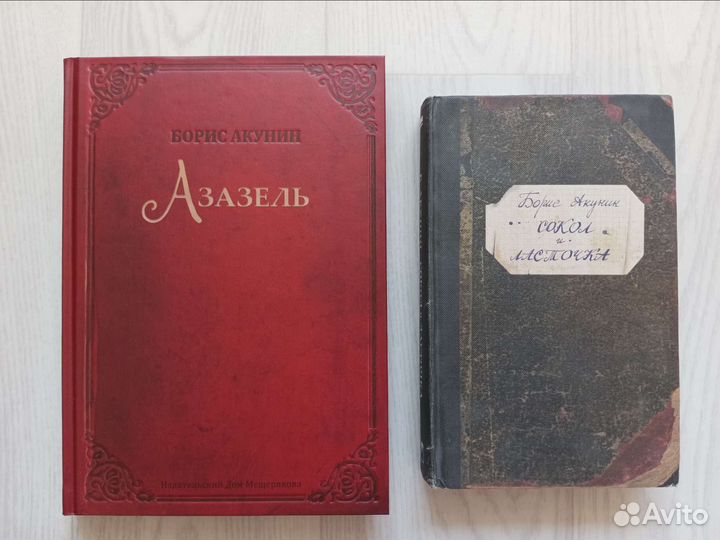 БОРИС АКУНИН
АЗАЗЕЛЬ
Издательский Дом Мещерякова
Борис Акунин
СОКОЛ
и
ЛАСТОЧКА
Avito